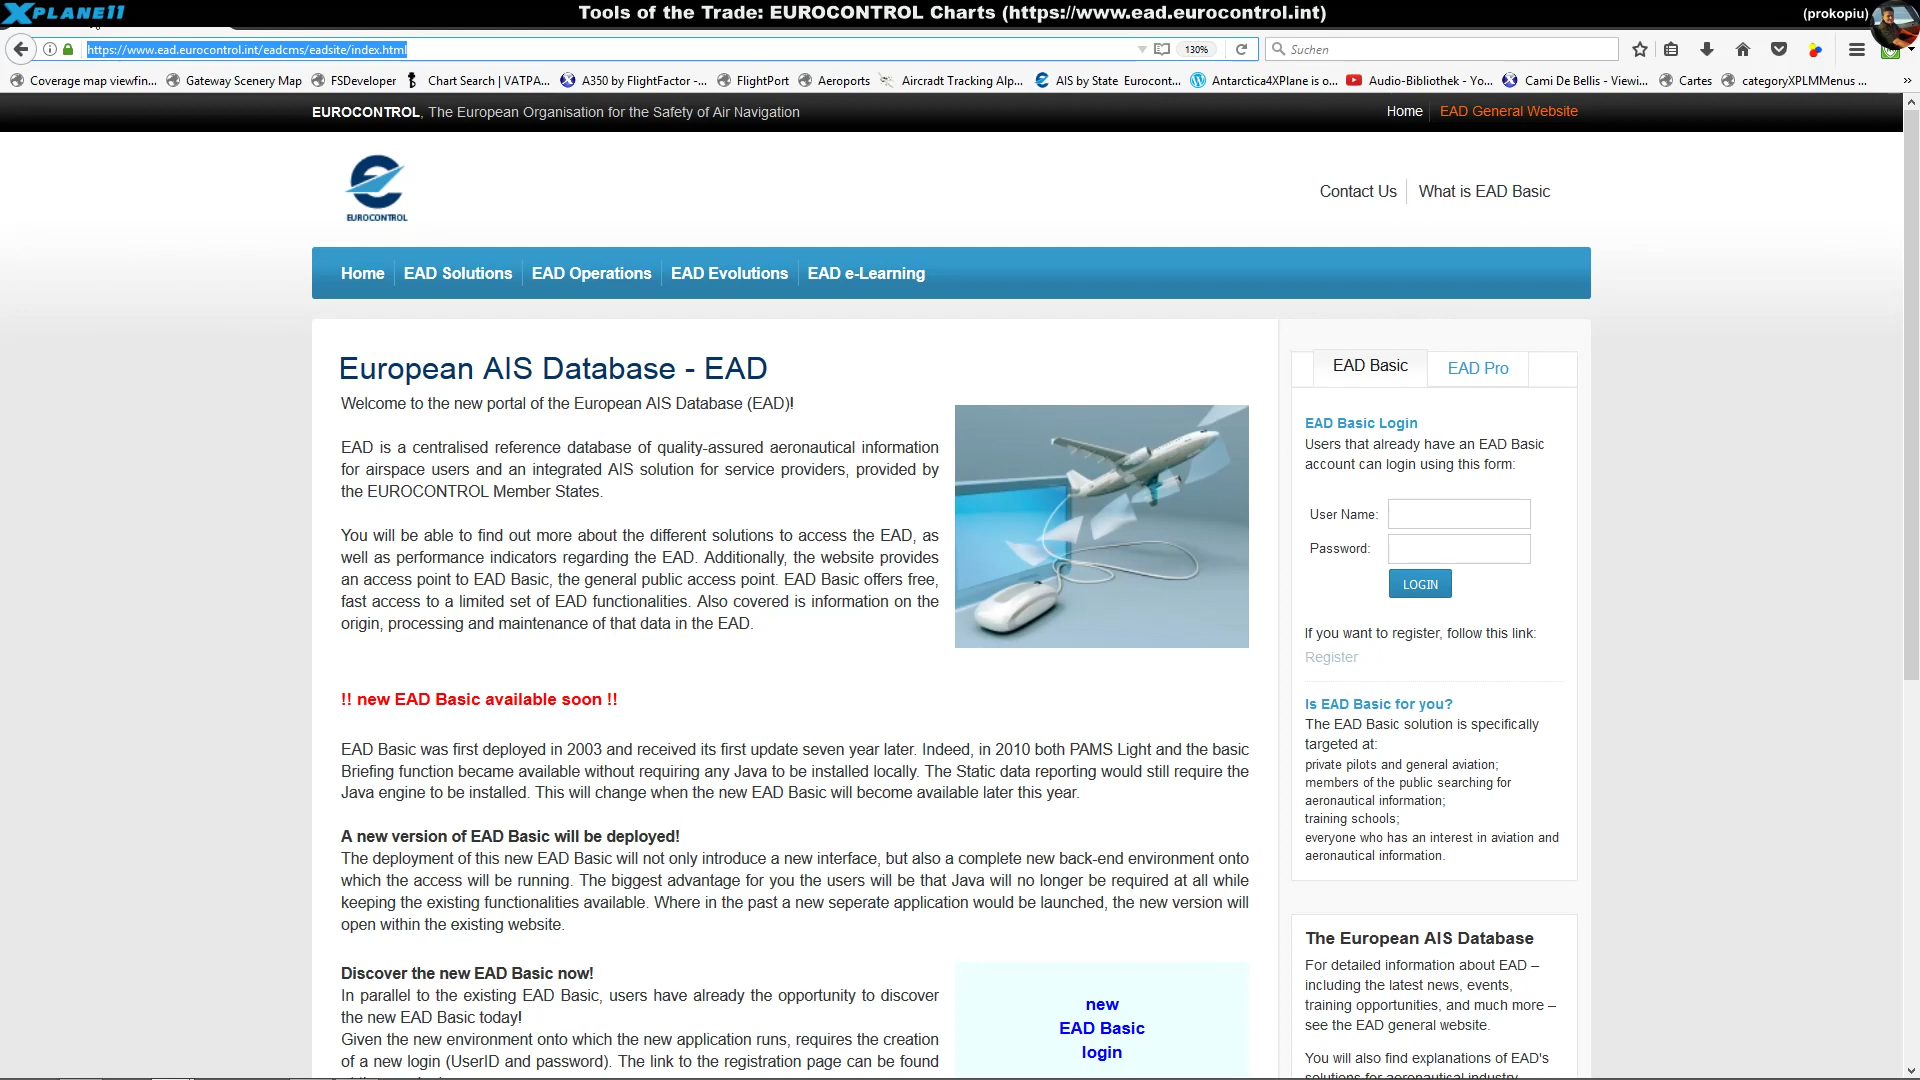 XPLANE11
Tools of the Trade: EUROCONTROL Charts (https://www.ead.eurocontrol.int)
(prokopiu)
https://www.ead.eurocontrol.int/eadcms/eadsite/index.html
130%
Suchen
Coverage map viewfin...
Gateway Scenery Map
FSDeveloper
Chart Search | VATPA...
A350 by FlightFactor -...
FlightPort
Aeroports
Aircradt Tracking Alp...
AIS by State Eurocont...
Antarctica4XPlane is o...
Audio-Bibliothek - Yo...
Cami De Bellis - Viewi...
Cartes
categoryXPLMMenus ...
EUROCONTROL, The European Organisation for the Safety of Air Navigation
Home
EAD General Website
EUROCONTROL
Contact Us
What is EAD Basic
Home
EAD Solutions
EAD Operations
EAD Evolutions
EAD e-Learning
European AIS Database - EAD
Welcome to the new portal of the European AIS Database (EAD)!
EAD is a centralised reference database of quality-assured aeronautical information
for airspace users and an integrated AIS solution for service providers, provided by
the EUROCONTROL Member States.
You will be able to find out more about the different solutions to access the EAD, as
well as performance indicators regarding the EAD. Additionally, the website provides
an access point to EAD Basic, the general public access point. EAD Basic offers free,
fast access to a limited set of EAD functionalities. Also covered is information on the
origin, processing and maintenance of that data in the EAD.
!! new EAD Basic available soon !!
EAD Basic was first deployed in 2003 and received its first update seven year later. Indeed, in 2010 both PAMS Light and the basic
Briefing function became available without requiring any Java to be installed locally. The Static data reporting would still require the
Java engine to be installed. This will change when the new EAD Basic will become available later this year.
A new version of EAD Basic will be deployed!
The deployment of this new EAD Basic will not only introduce a new interface, but also a complete new back-end environment onto
which the access will be running. The biggest advantage for you the users will be that Java will no longer be required at all while
keeping the existing functionalities available. Where in the past a new seperate application would be launched, the new version will
open within the existing website.
Discover the new EAD Basic now!
In parallel to the existing EAD Basic, users have already the opportunity to discover
the new EAD Basic today!
Given the new environment onto which the new application runs, requires the creation
of a new login (UserID and password). The link to the registration page can be found
new
EAD Basic
login
EAD Basic
EAD Pro
EAD Basic Login
Users that already have an EAD Basic
account can login using this form:
User Name:
Password:
LOGIN
If you want to register, follow this link:
Register
Is EAD Basic for you?
The EAD Basic solution is specifically
targeted at:
private pilots and general aviation;
members of the public searching for
aeronautical information;
training schools;
everyone who has an interest in aviation and
aeronautical information.
The European AIS Database
For detailed information about EAD –
including the latest news, events,
training opportunities, and much more –
see the EAD general website.
You will also find explanations of EAD's
solutions for aeronautical industry